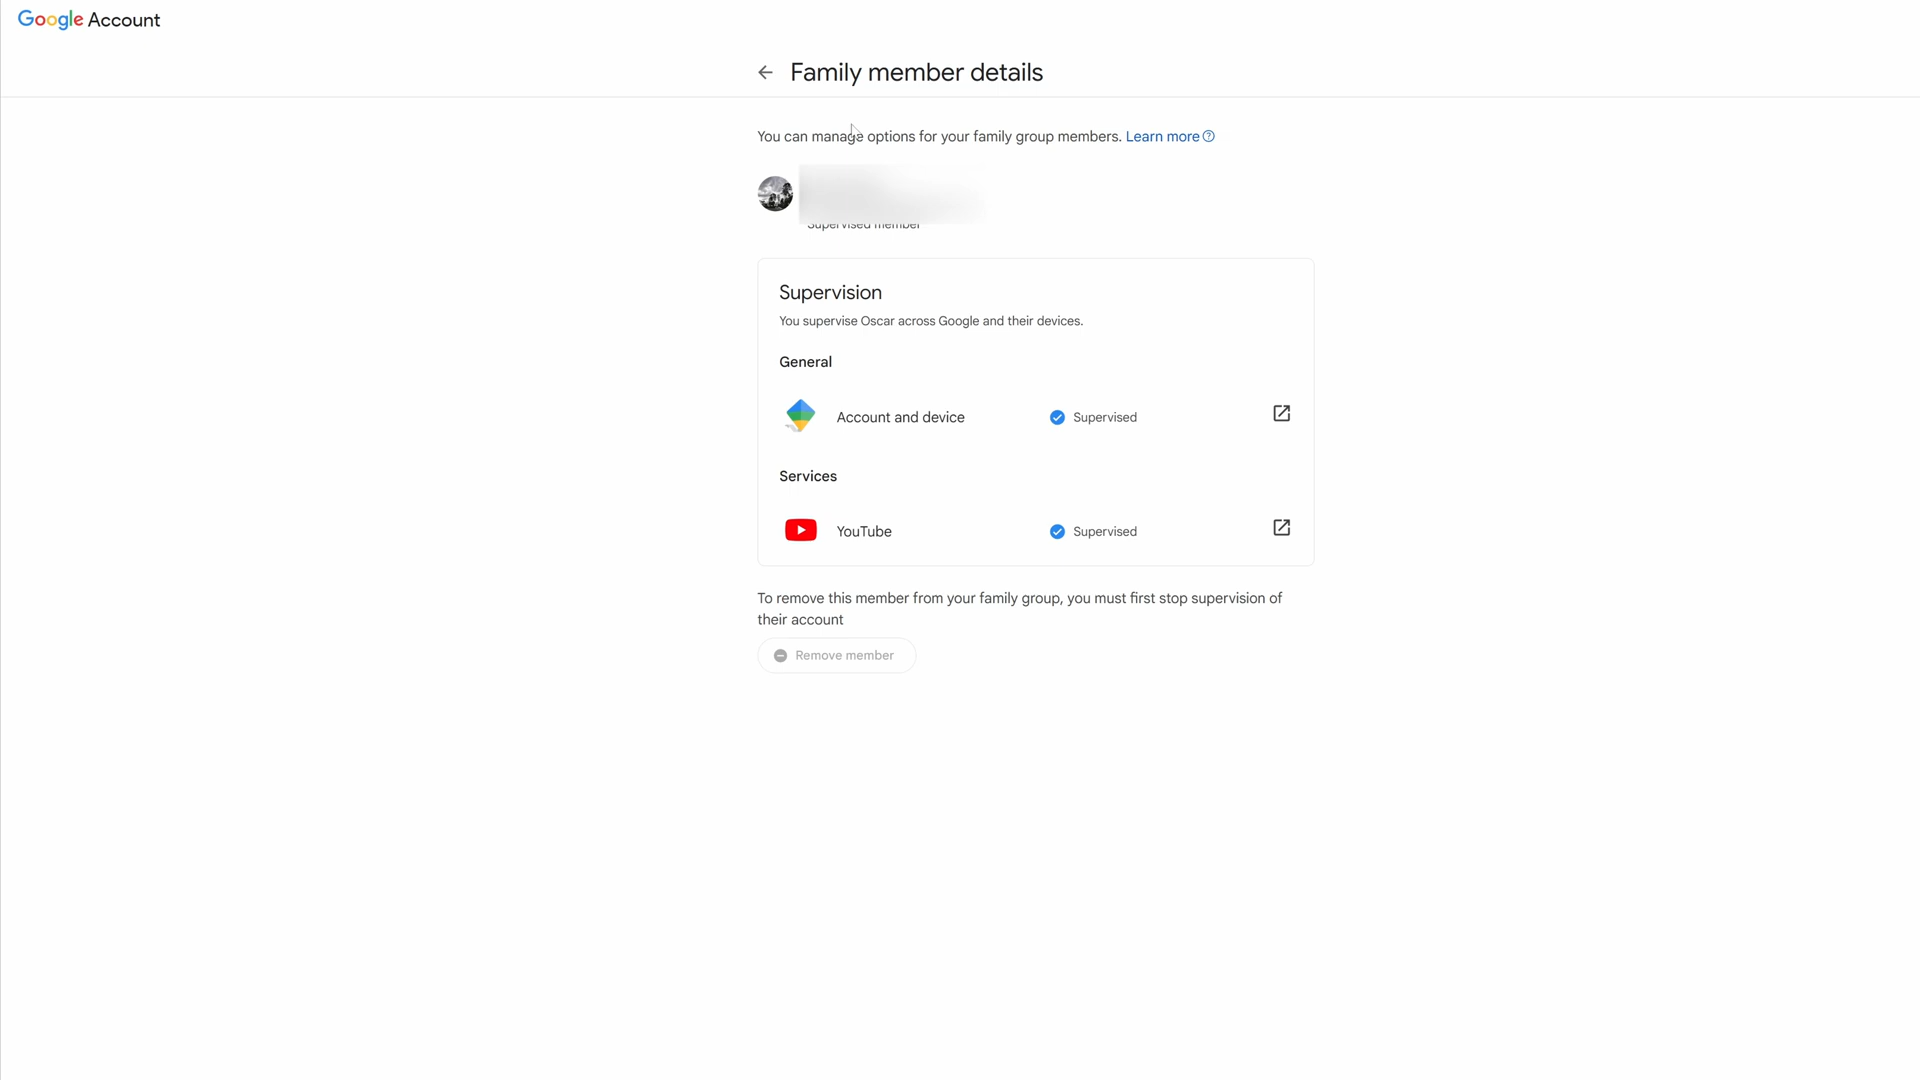 Google Account
Family member details
You can manage options for your family group members. Learn more
Supervised member
Supervision
You supervise Oscar across Google and their devices.
General
Account and device
Supervised
Services
YouTube
Supervised
To remove this member from your family group, you must first stop supervision of
their account
Remove member